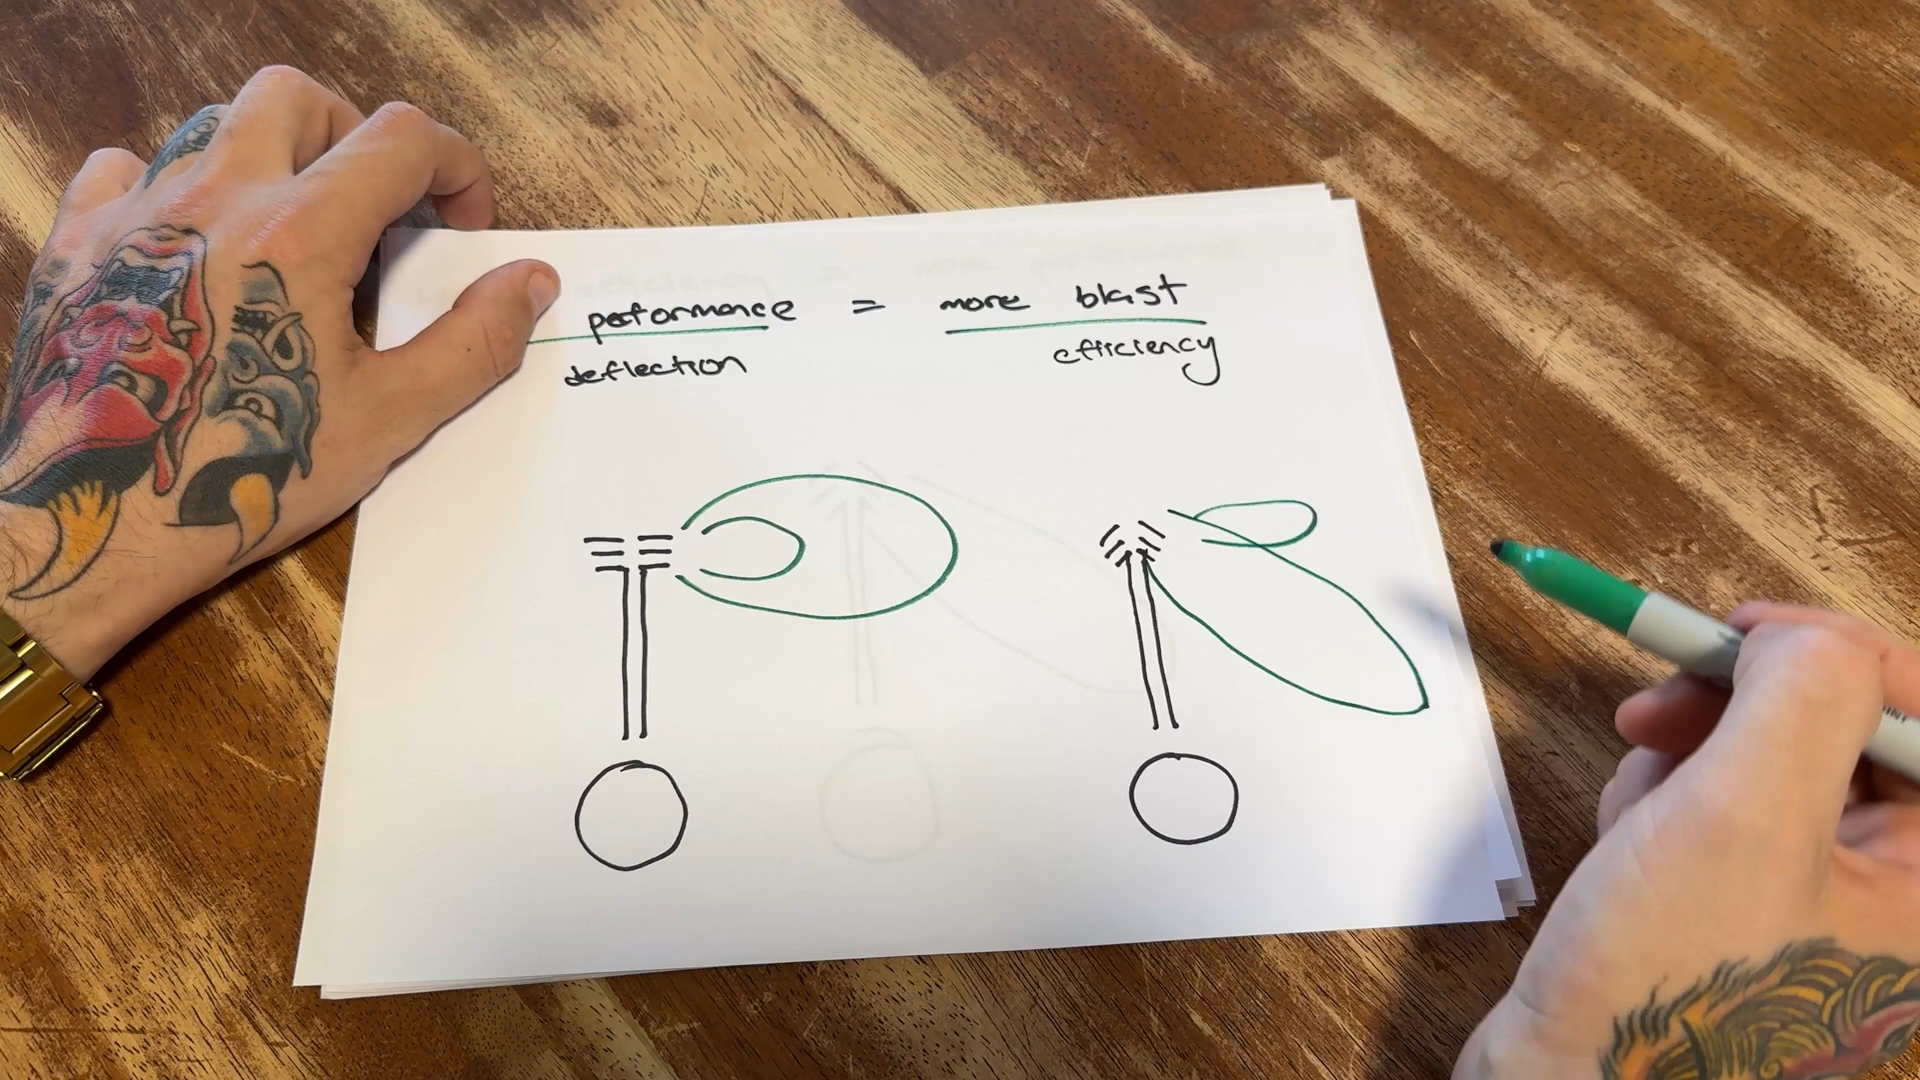 performance = more blast
deflection efficiency